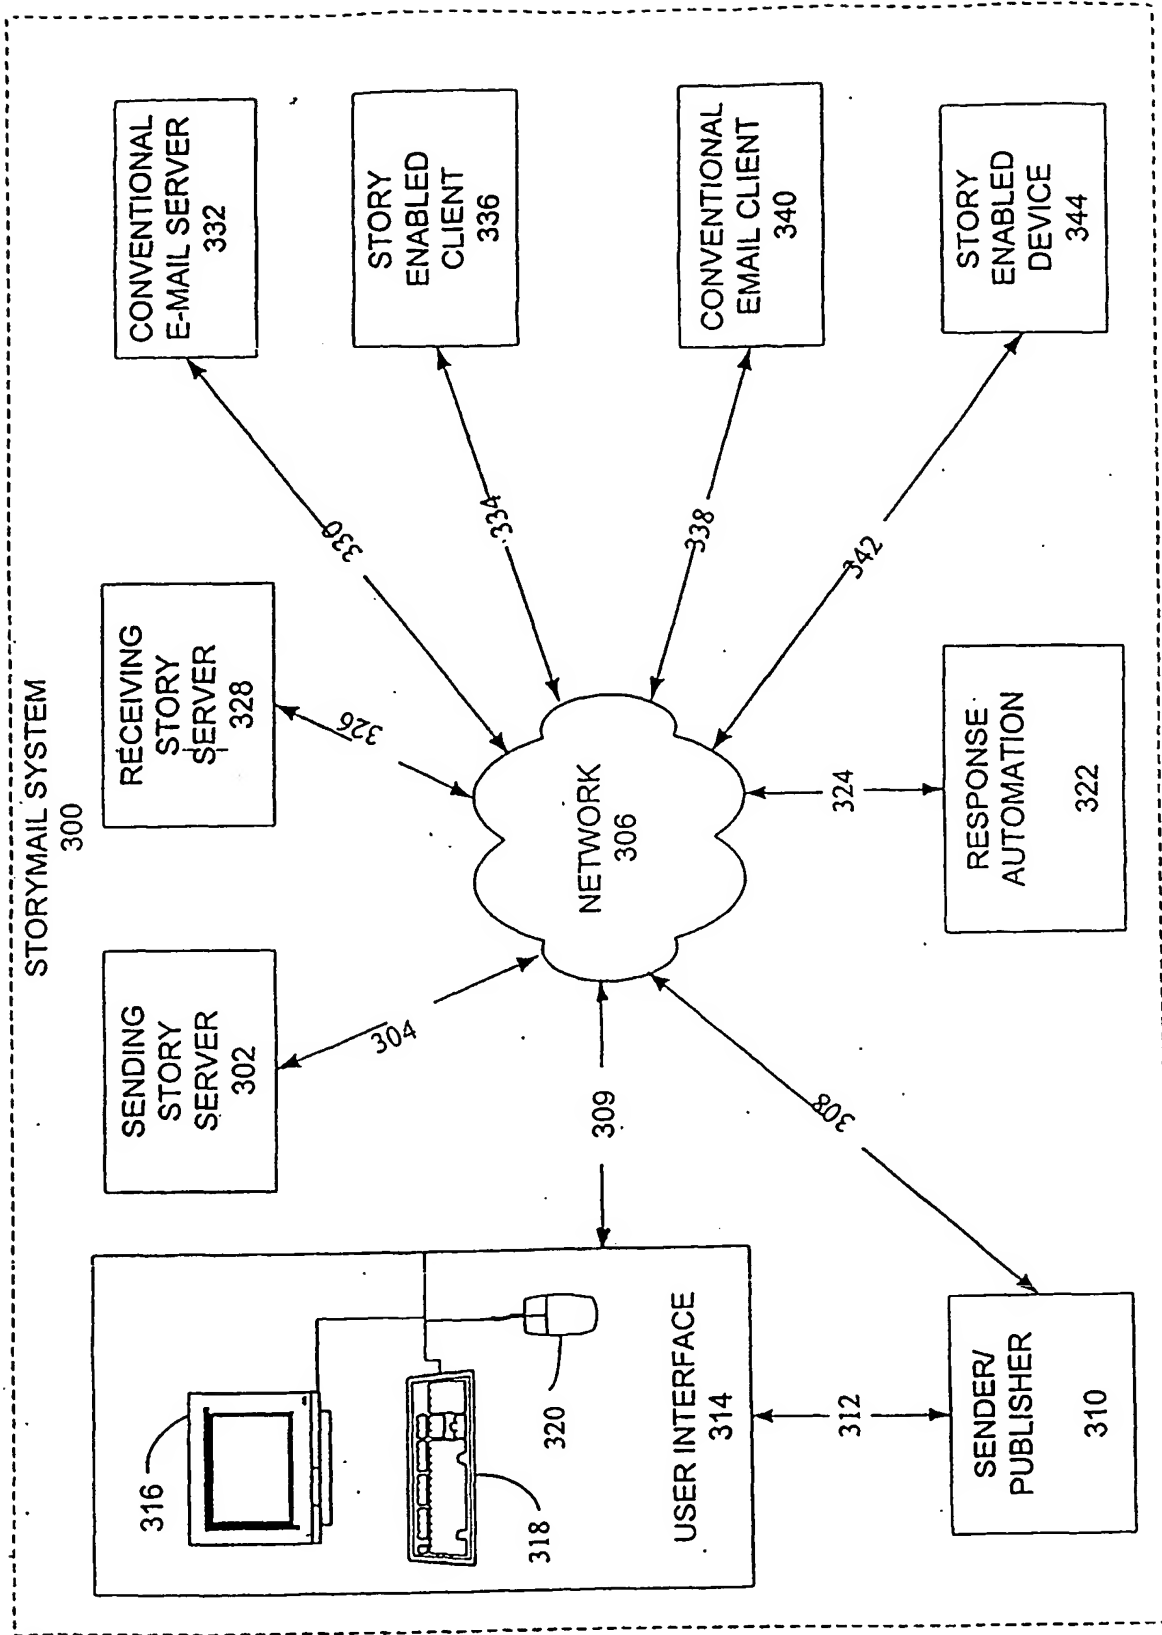 STORYMAIL SYSTEM
300
SENDING
STORY
SERVER
302
RECEIVING
STORY
SERVER
328
CONVENTIONAL
E-MAIL SERVER
332
STORY
ENABLED
CLIENT
336
CONVENTIONAL
EMAIL CLIENT
340
STORY
ENABLED
DEVICE
344
304
326
330
334
338
342
NETWORK
306
309
308
324
RESPONSE
AUTOMATION
322
316
318
320
USER INTERFACE
314
312
SENDER/
PUBLISHER
310